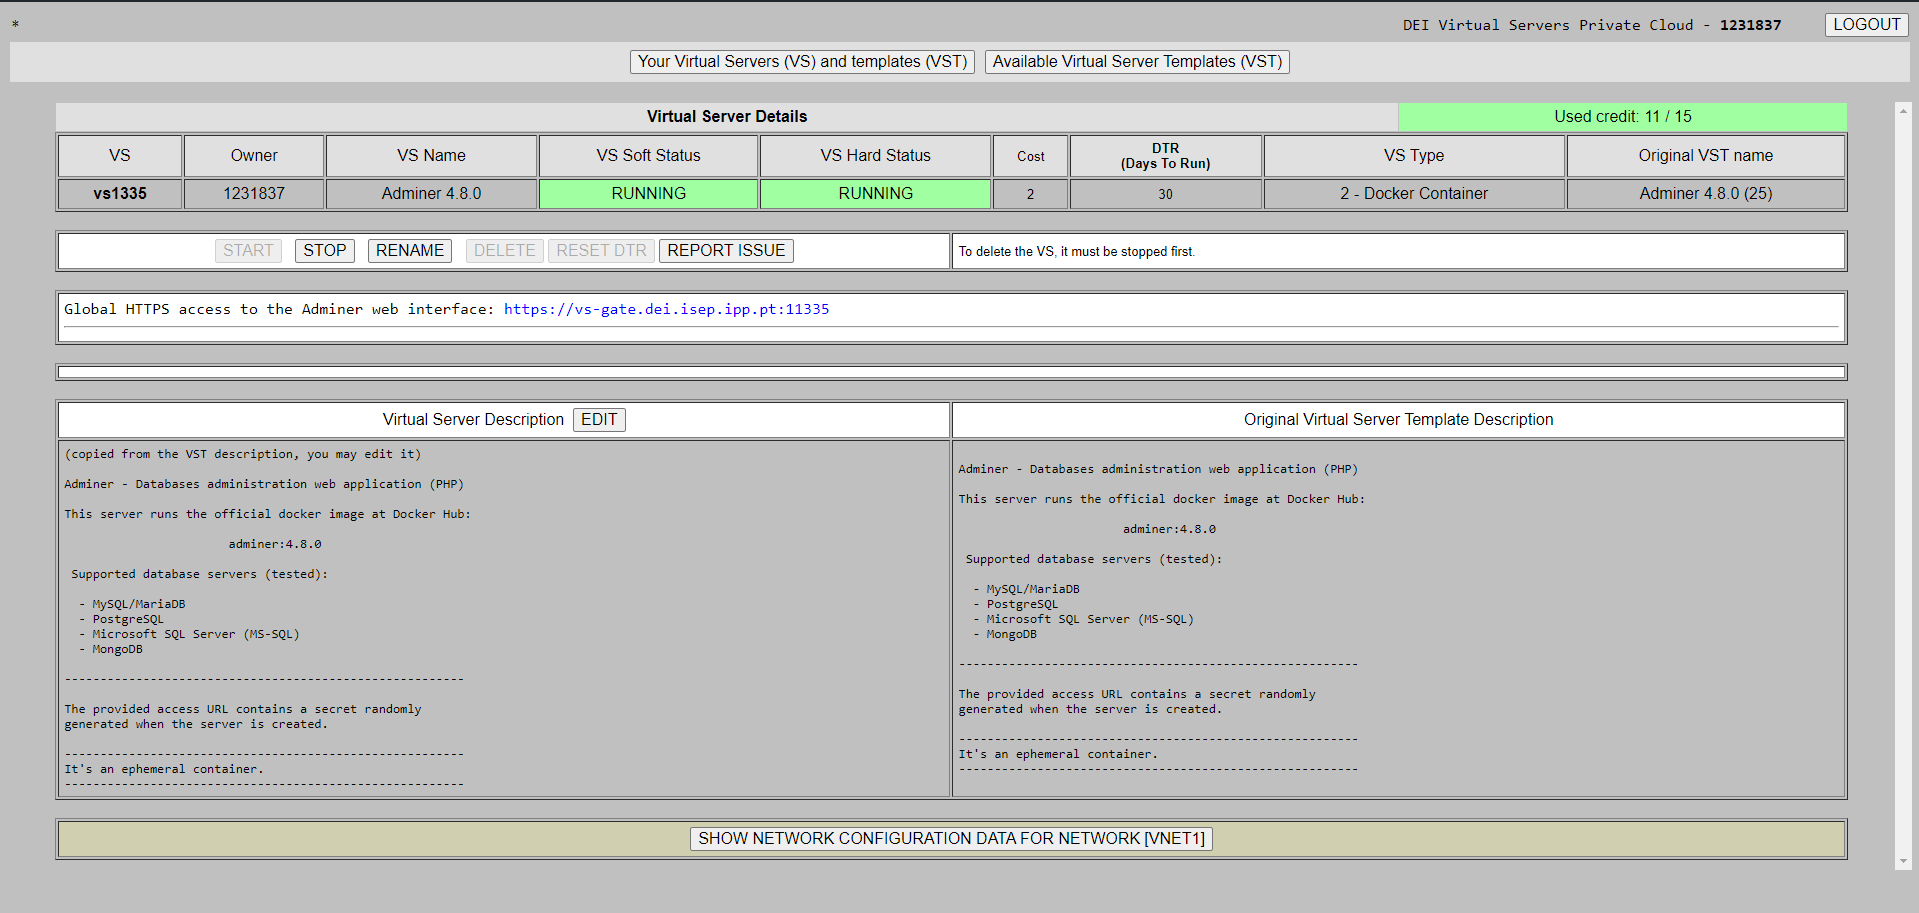 *
DEI Virtual Servers Private Cloud - 1231837
LOGOUT
Your Virtual Servers (VS) and templates (VST)
Available Virtual Server Templates (VST)
Virtual Server Details
Used credit: 11 / 15
VS
Owner
VS Name
VS Soft Status
VS Hard Status
Cost
DTR
(Days To Run)
VS Type
Original VST name
vs1335
1231837
Adminer 4.8.0
RUNNING
RUNNING
2
30
2 - Docker Container
Adminer 4.8.0 (25)
START
STOP
RENAME
DELETE
RESET DTR
REPORT ISSUE
To delete the VS, it must be stopped first.
Global HTTPS access to the Adminer web interface: https://vs-gate.dei.isep.ipp.pt:11335
Virtual Server Description
EDIT
(copied from the VST description, you may edit it)
Adminer - Databases administration web application (PHP)
This server runs the official docker image at Docker Hub:
adminer:4.8.0
Supported database servers (tested):
- MySQL/MariaDB
- PostgreSQL
- Microsoft SQL Server (MS-SQL)
- MongoDB
--------------------------------------------------------
The provided access URL contains a secret randomly
generated when the server is created.
--------------------------------------------------------
It's an ephemeral container.
--------------------------------------------------------
Original Virtual Server Template Description
Adminer - Databases administration web application (PHP)
This server runs the official docker image at Docker Hub:
adminer:4.8.0
Supported database servers (tested):
- MySQL/MariaDB
- PostgreSQL
- Microsoft SQL Server (MS-SQL)
- MongoDB
--------------------------------------------------------
The provided access URL contains a secret randomly
generated when the server is created.
--------------------------------------------------------
It's an ephemeral container.
--------------------------------------------------------
SHOW NETWORK CONFIGURATION DATA FOR NETWORK [VNET1]